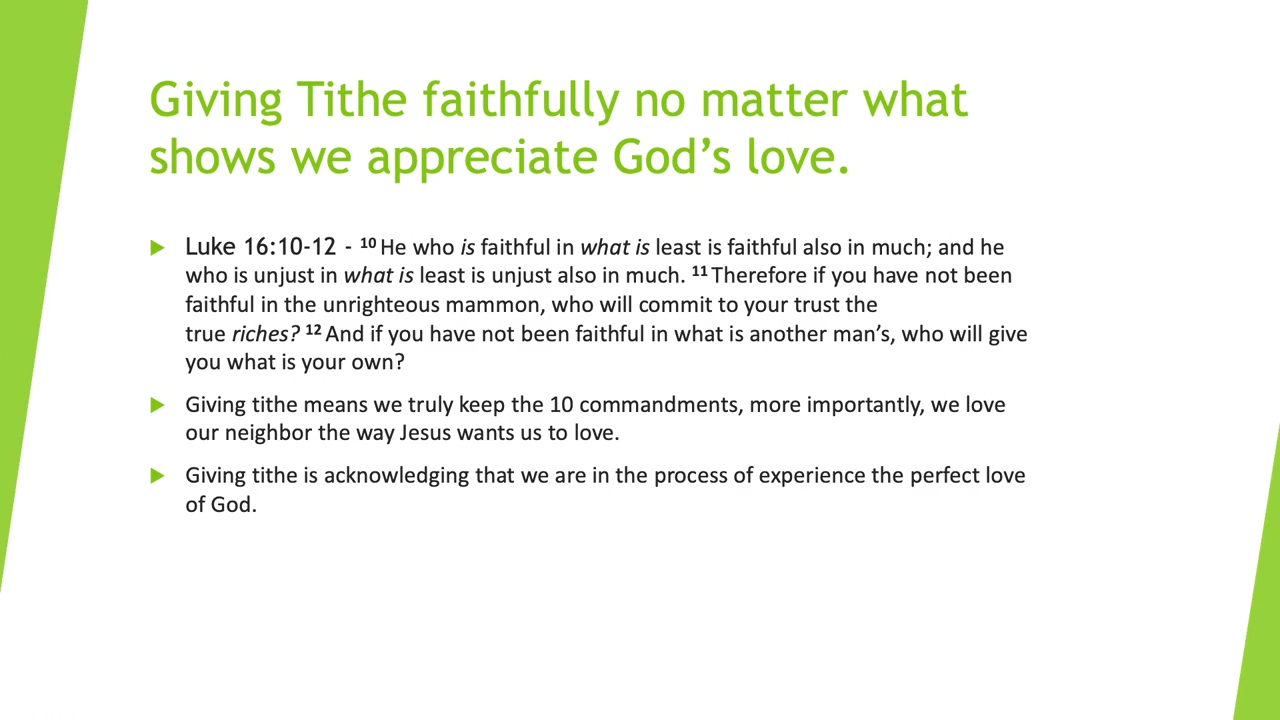 Giving Tithe faithfully no matter what
shows we appreciate God’s love.
Luke 16:10-12 - 10 He who is faithful in what is least is faithful also in much; and he
who is unjust in what is least is unjust also in much. 11 Therefore if you have not been
faithful in the unrighteous mammon, who will commit to your trust the
true riches? 12 And if you have not been faithful in what is another man’s, who will give
you what is your own?
Giving tithe means we truly keep the 10 commandments, more importantly, we love
our neighbor the way Jesus wants us to love.
Giving tithe is acknowledging that we are in the process of experience the perfect love
of God.